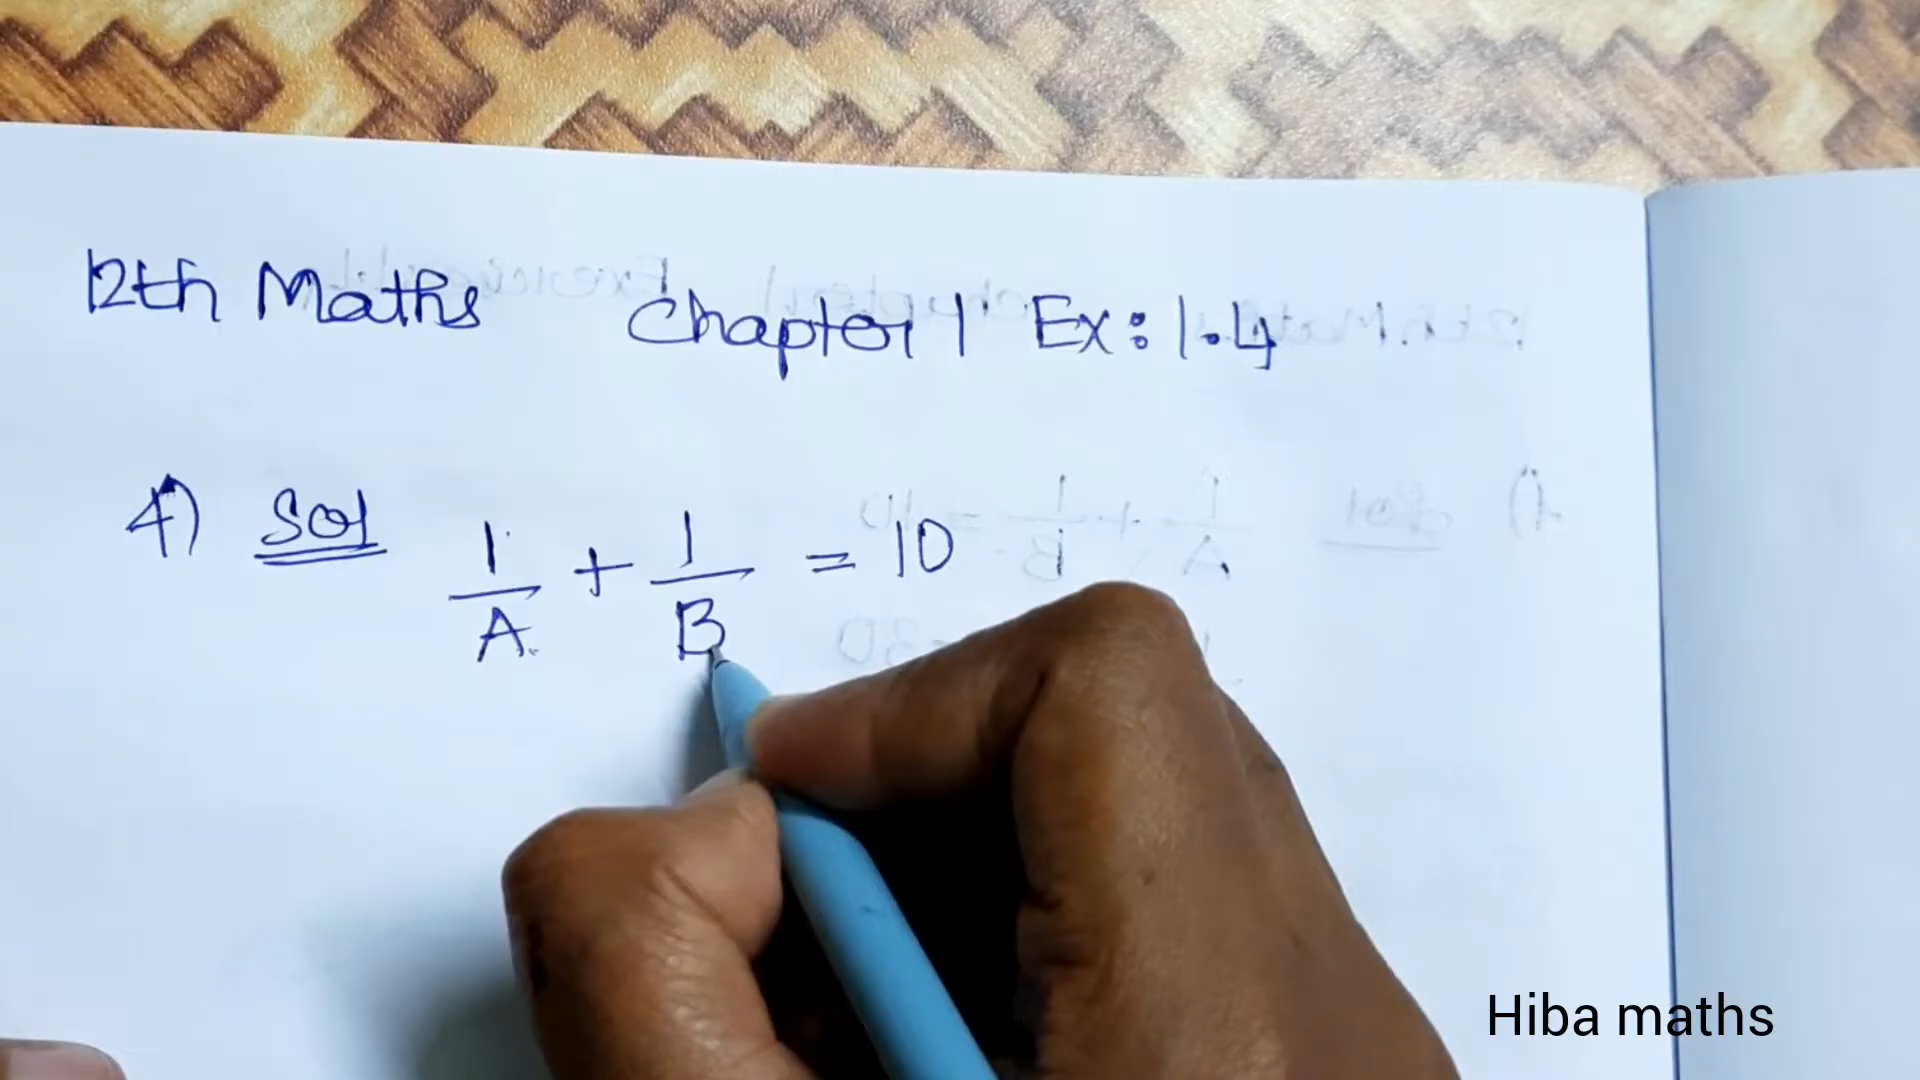 12th Maths Chapter 1 Ex: 1.4
4) Sol 1/A + 1/B = 10
Hiba maths